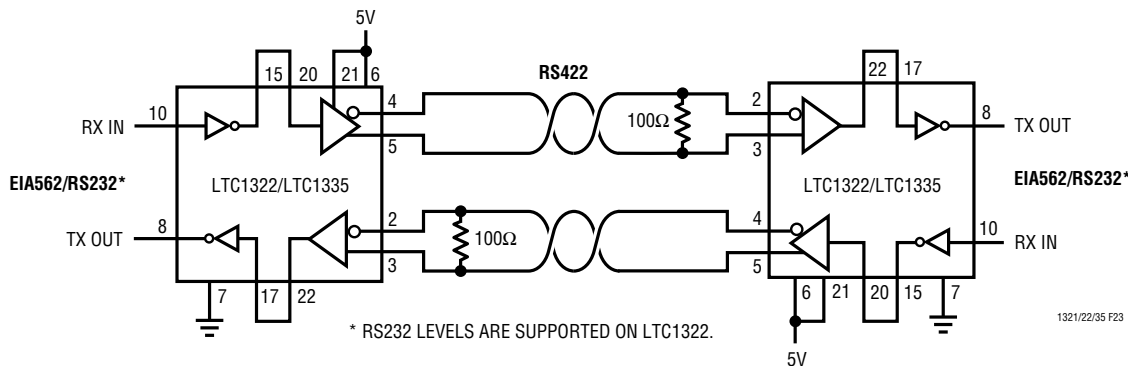 5V
RS422
15 20 21 6
22 17
10
4
2
8
RX IN
100Ω
TX OUT
5
3
EIA562/RS232*
LTC1322/LTC1335
LTC1322/LTC1335
EIA562/RS232*
8
2
4
10
TX OUT
100Ω
RX IN
3
5
7 17 22
6 21 20 15 7
* RS232 LEVELS ARE SUPPORTED ON LTC1322.
1321/22/35 F23
5V